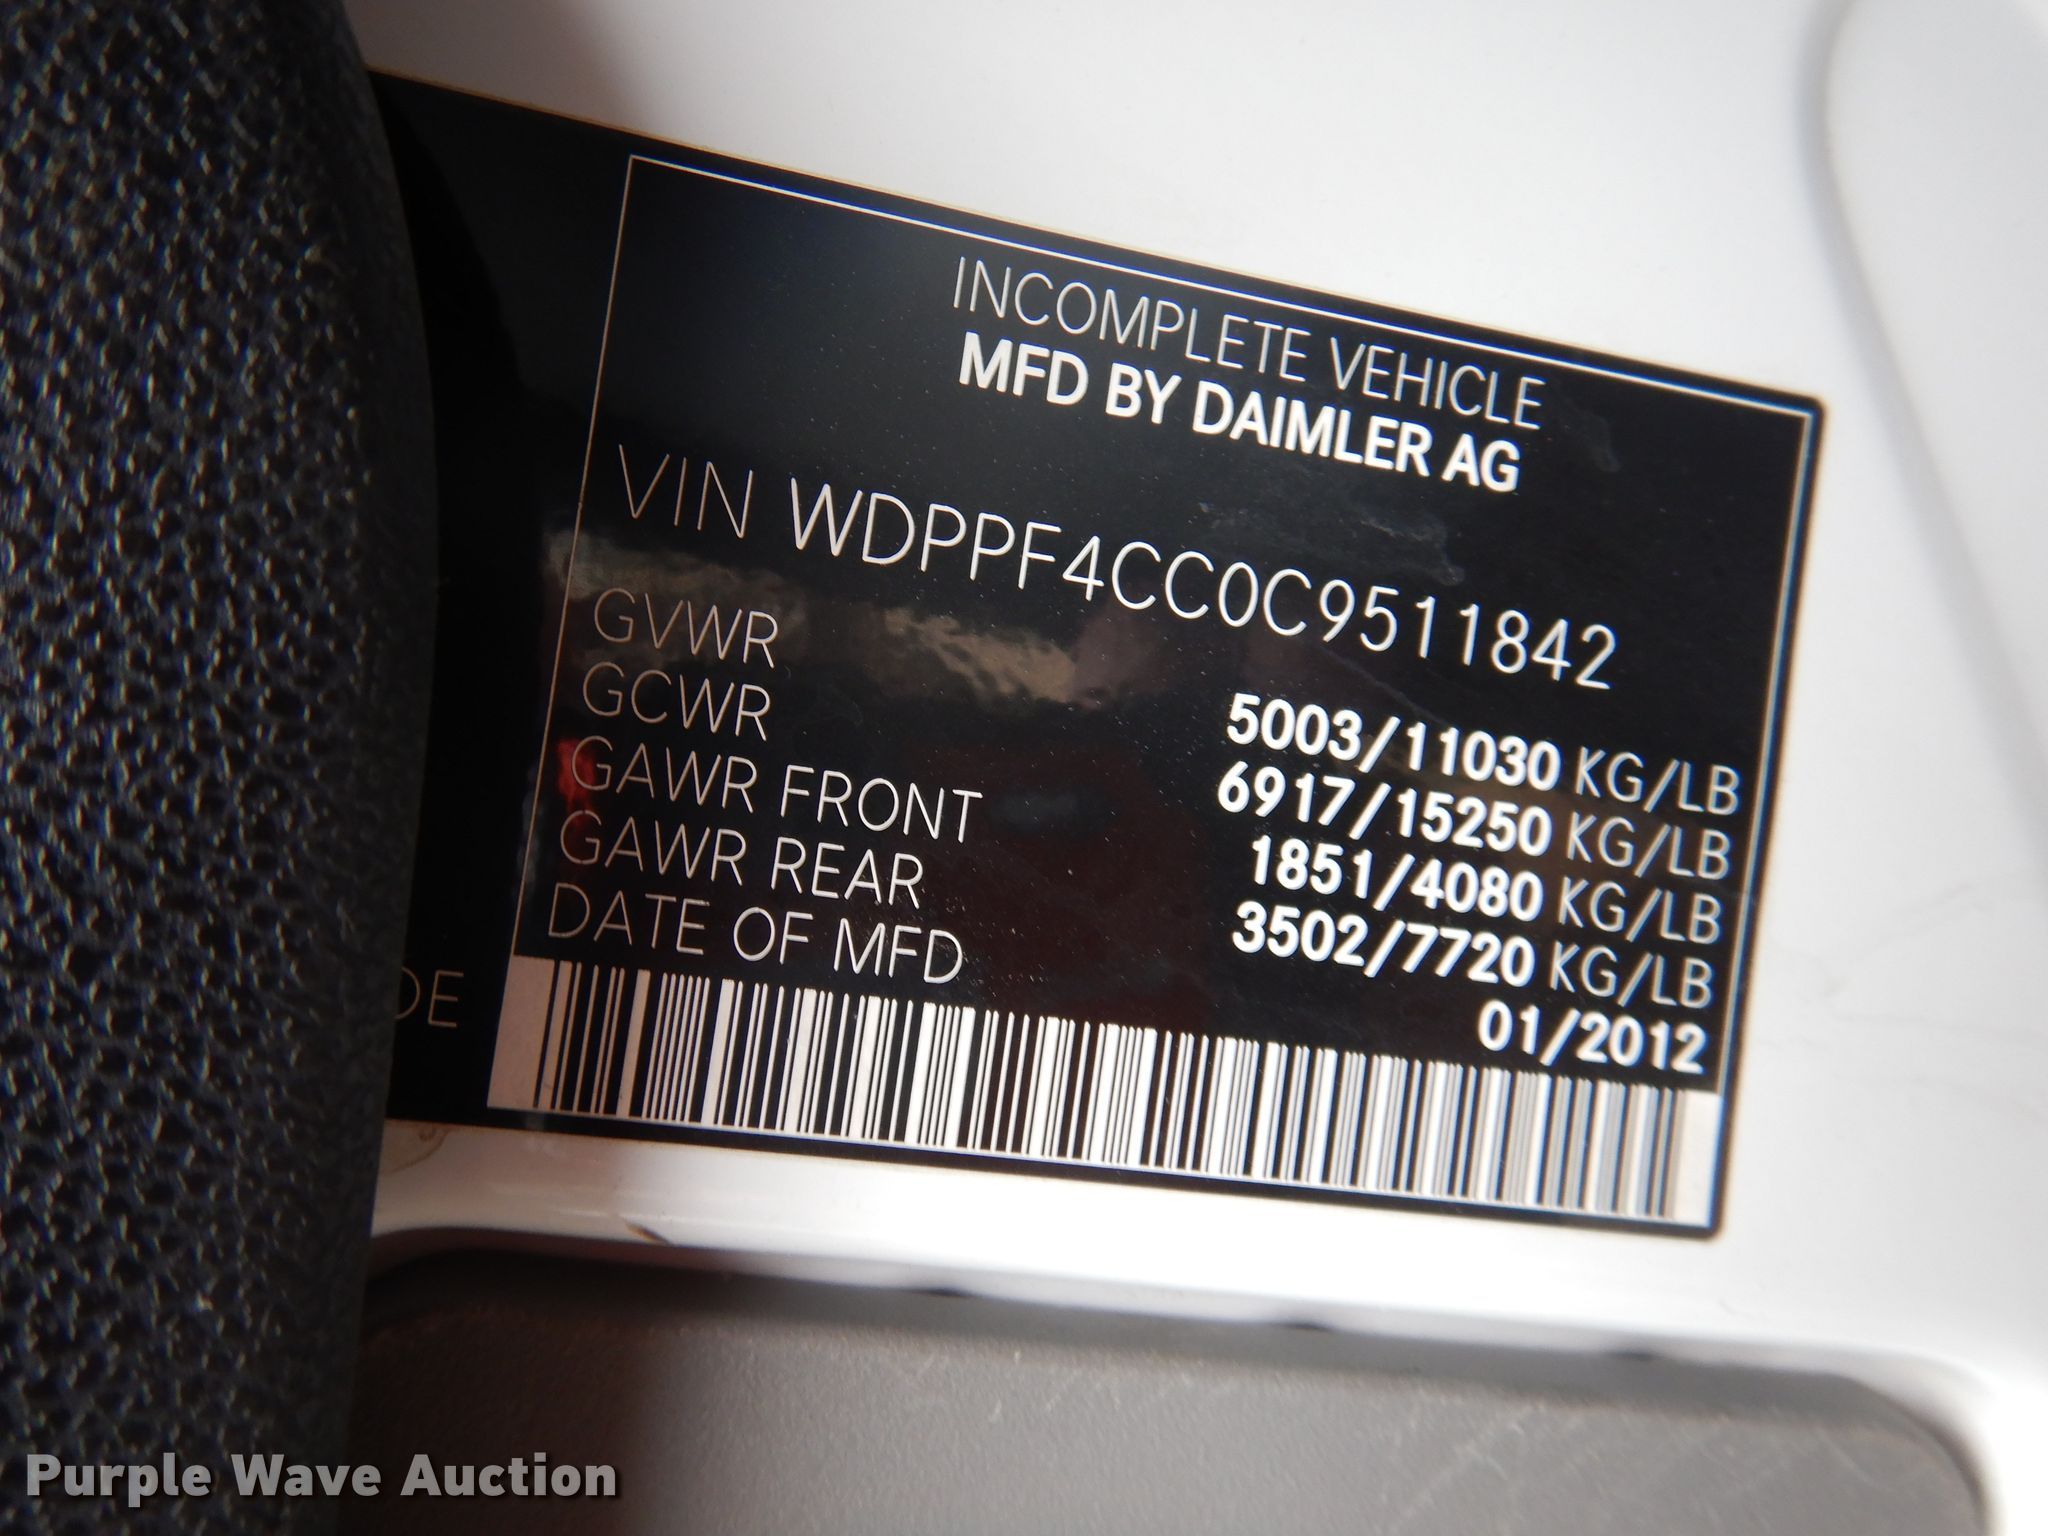 INCOMPLETE VEHICLE
MFD BY DAIMLER AG
VIN WDPPF4CC0C9511842
GVWR 5003/11030 KG/LB
GCWR 6917/15250 KG/LB
GAWR FRONT 1851/4080 KG/LB
GAWR REAR 3502/7720 KG/LB
DATE OF MFD 01/2012
Purple Wave Auction